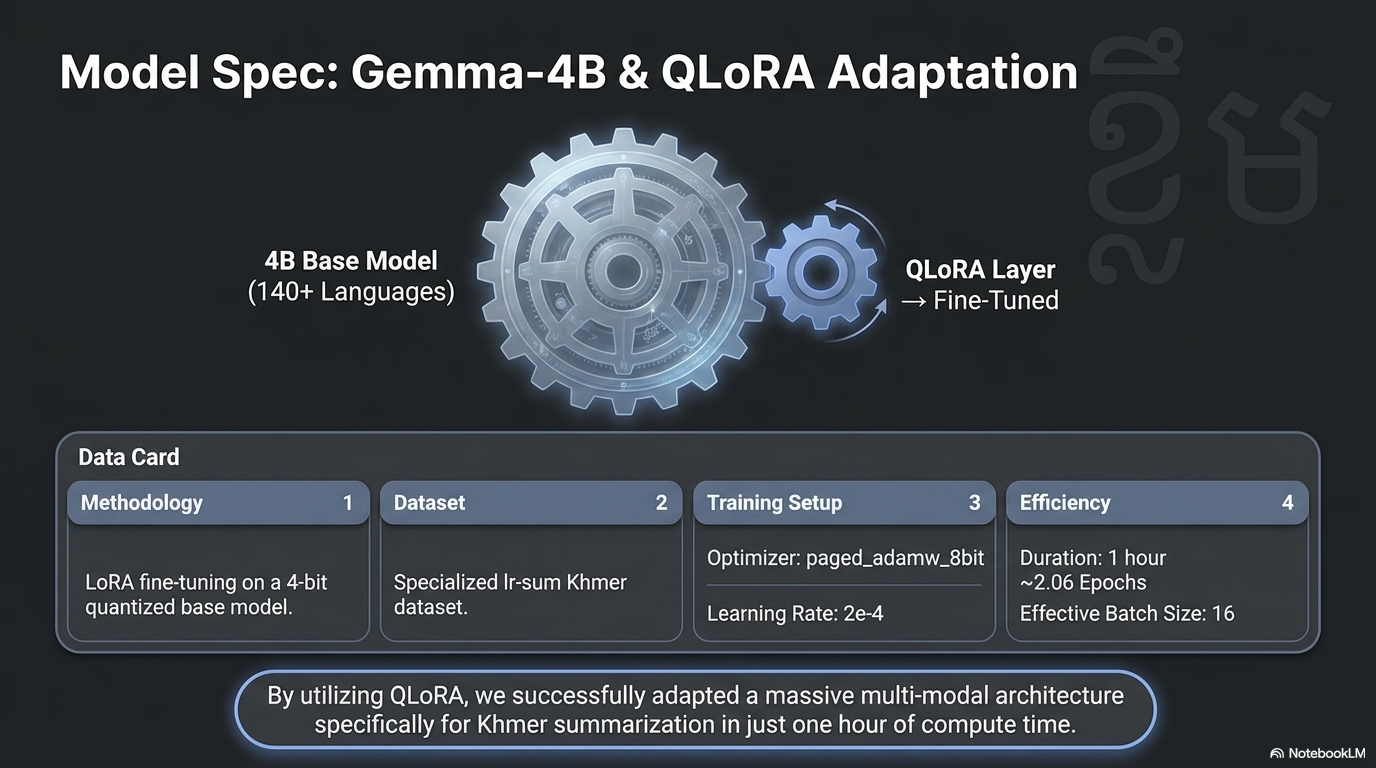 Model Spec: Gemma-4B & QLoRA Adaptation
4B Base Model
(140+ Languages)
QLoRA Layer
→ Fine-Tuned
Data Card
Methodology 1
LoRA fine-tuning on a 4-bit
quantized base model.
Dataset 2
Specialized lr-sum Khmer
dataset.
Training Setup 3
Optimizer: paged_adamw_8bit
Learning Rate: 2e-4
Efficiency 4
Duration: 1 hour
~2.06 Epochs
Effective Batch Size: 16
By utilizing QLoRA, we successfully adapted a massive multi-modal architecture
specifically for Khmer summarization in just one hour of compute time.
NotebookLM